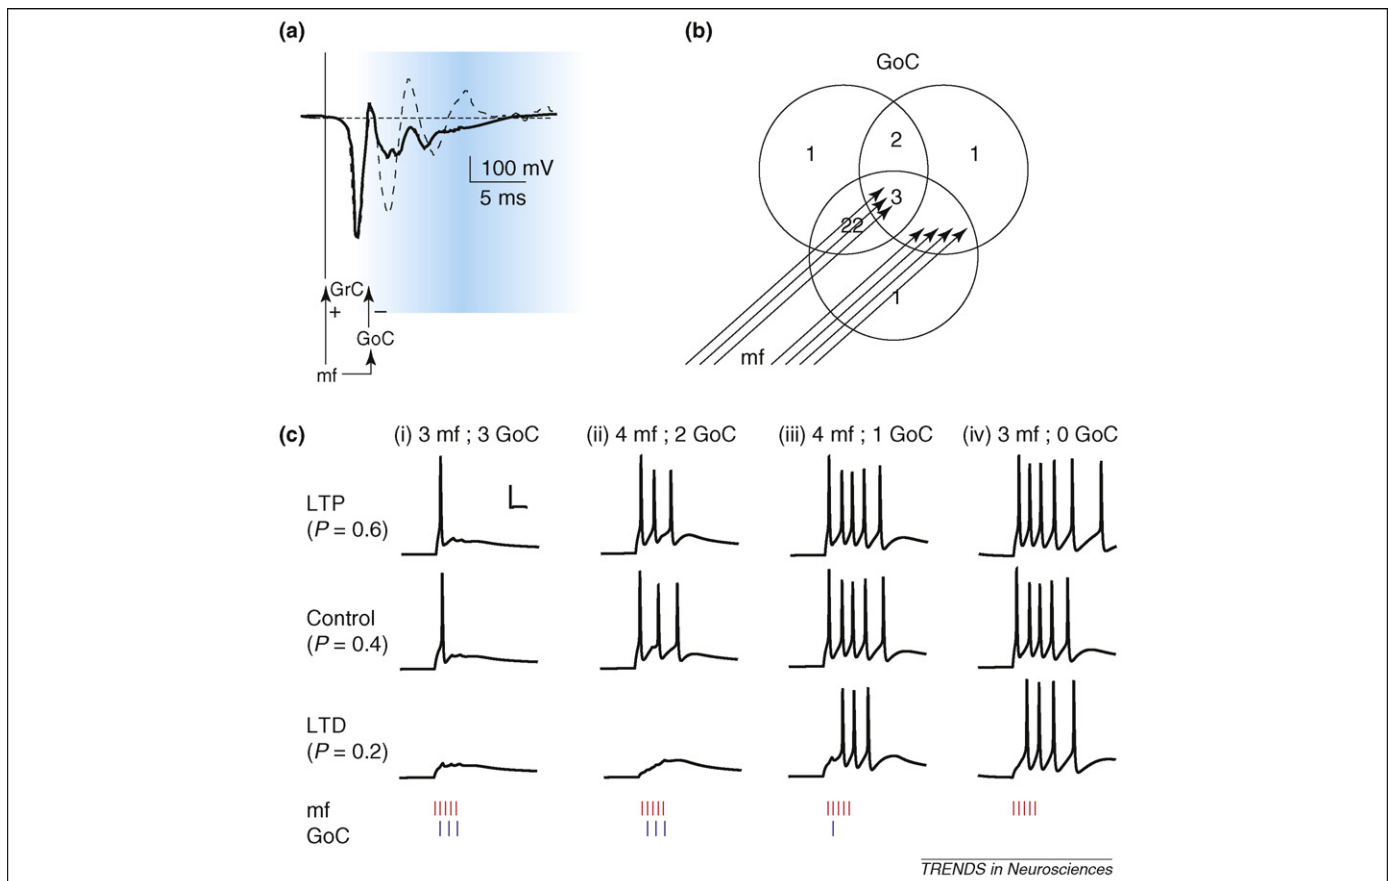 (a)
100 mV
5 ms
GrC
+ −
GoC
mf
(b)
GoC
1 2 1
3
22
1
mf
(c)
(i) 3 mf ; 3 GoC (ii) 4 mf ; 2 GoC (iii) 4 mf ; 1 GoC (iv) 3 mf ; 0 GoC
LTP
(P = 0.6)
Control
(P = 0.4)
LTD
(P = 0.2)
mf
GoC
TRENDS in Neurosciences